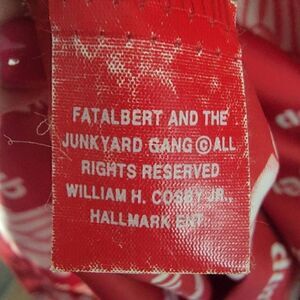 FATALBERT AND THE
JUNKYARD GANG ©ALL
RIGHTS RESERVED
WILLIAM H. COSBY JR.,
HALLMARK ENT.